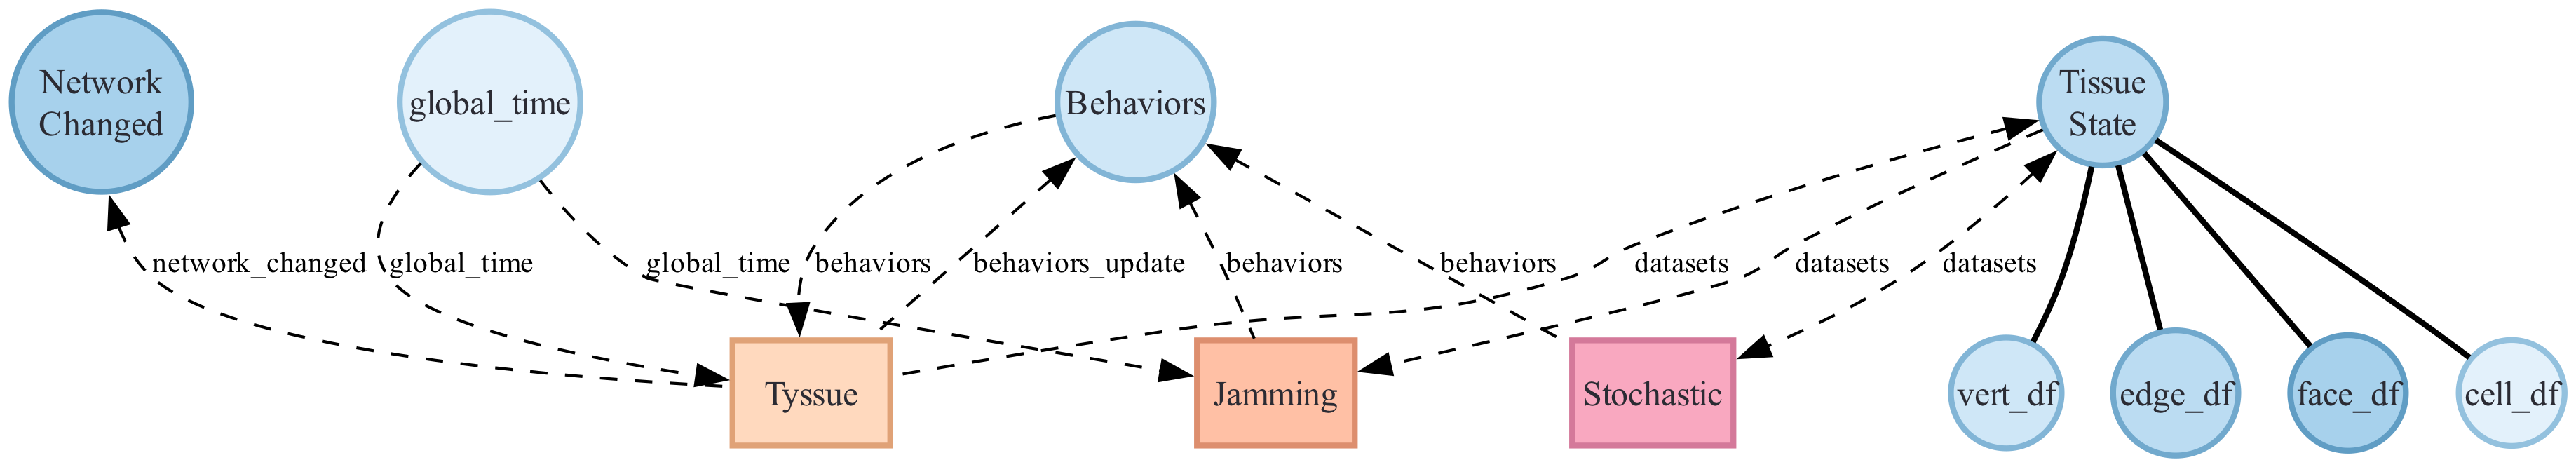 Network
Changed
global_time
Behaviors
Tissue
State
network_changed
global_time
global_time
behaviors
behaviors_update
behaviors
behaviors
datasets
datasets
datasets
Tyssue
Jamming
Stochastic
vert_df
edge_df
face_df
cell_df